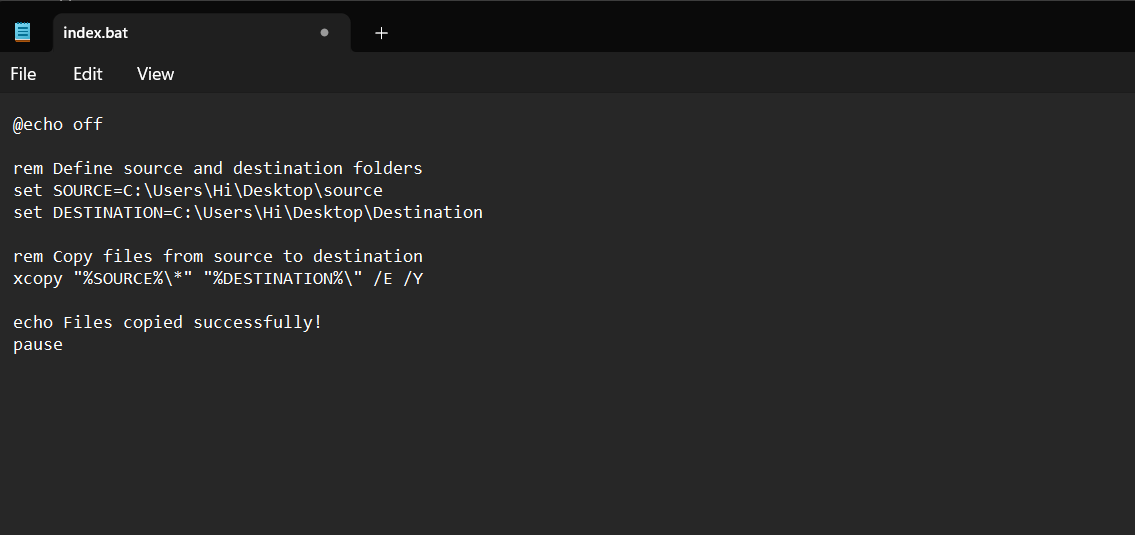 index.bat
File Edit View
@echo off
rem Define source and destination folders
set SOURCE=C:\Users\Hi\Desktop\source
set DESTINATION=C:\Users\Hi\Desktop\Destination
rem Copy files from source to destination
xcopy "%SOURCE%\*" "%DESTINATION%\" /E /Y
echo Files copied successfully!
pause